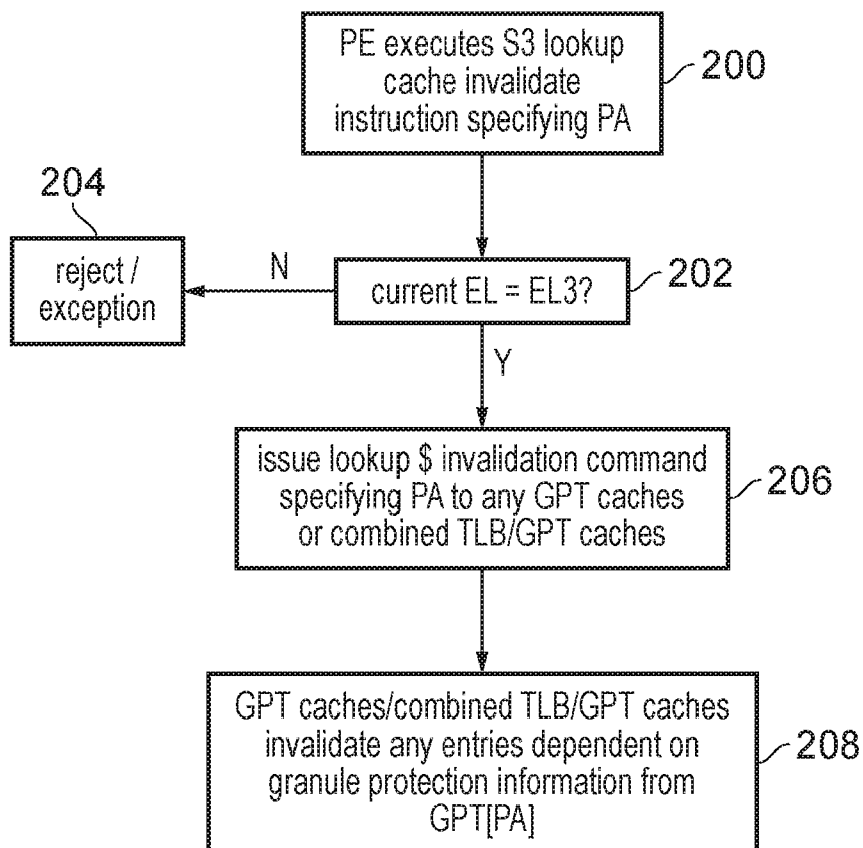 PE executes S3 lookup
cache invalidate
instruction specifying PA
200
204
reject /
exception
N
current EL = EL3?
202
Y
issue lookup $ invalidation command
specifying PA to any GPT caches
or combined TLB/GPT caches
206
GPT caches/combined TLB/GPT caches
invalidate any entries dependent on
granule protection information from
GPT[PA]
208